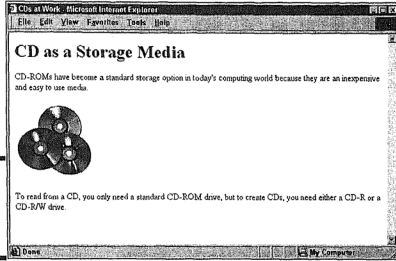 CDs at Work - Microsoft Internet Explorer
File Edit View Favorites Tools Help
CD as a Storage Media
CD-ROMs have become a standard storage option in today's computing world because they are an inexpensive
and easy to use media.
To read from a CD, you only need a standard CD-ROM drive, but to create CDs, you need either a CD-R or a
CD-R/W drive.
Done My Computer